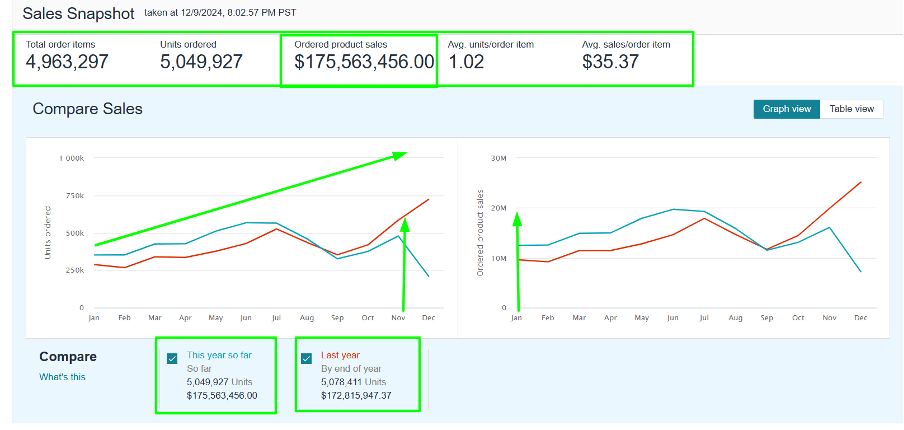 Sales Snapshot taken at 12/9/2024, 8:02:57 PM PST
Total order items Units ordered Ordered product sales Avg. units/order item Avg. sales/order item
4,963,297 5,049,927 $175,563,456.00 1.02 $35.37
Compare Sales
Graph view Table view
1 000k
750k
500k
250k
0
Units ordered
Jan Feb Mar Apr May Jun Jul Aug Sep Oct Nov Dec
30M
20M
10M
0
Ordered product sales
Jan Feb Mar Apr May Jun Jul Aug Sep Oct Nov Dec
Compare
What's this
This year so far
So far
5,049,927 Units
$175,563,456.00
Last year
By end of year
5,078,411 Units
$172,815,947.37